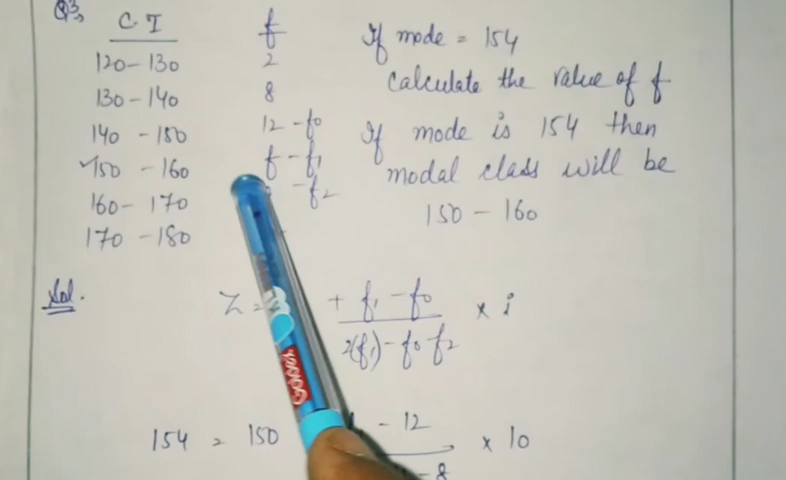 Q3,
C.I f
120-130 2
130-140 8
140-150 12-f0
150-160 f-f1
160-170 -f2
170-180
If mode = 154
calculate the value of f
If mode is 154 then
modal class will be
150-160
Sol.
Z = + f1-f0 / 2(f1)-f0-f2 × i
154 = 150 - 12 / - 8 × 10